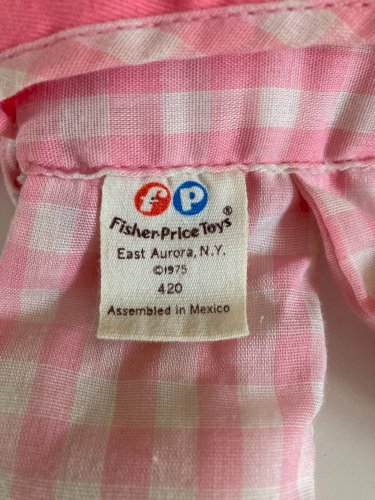 fp
Fisher-Price Toys®
East Aurora, N.Y.
©1975
420
Assembled in Mexico